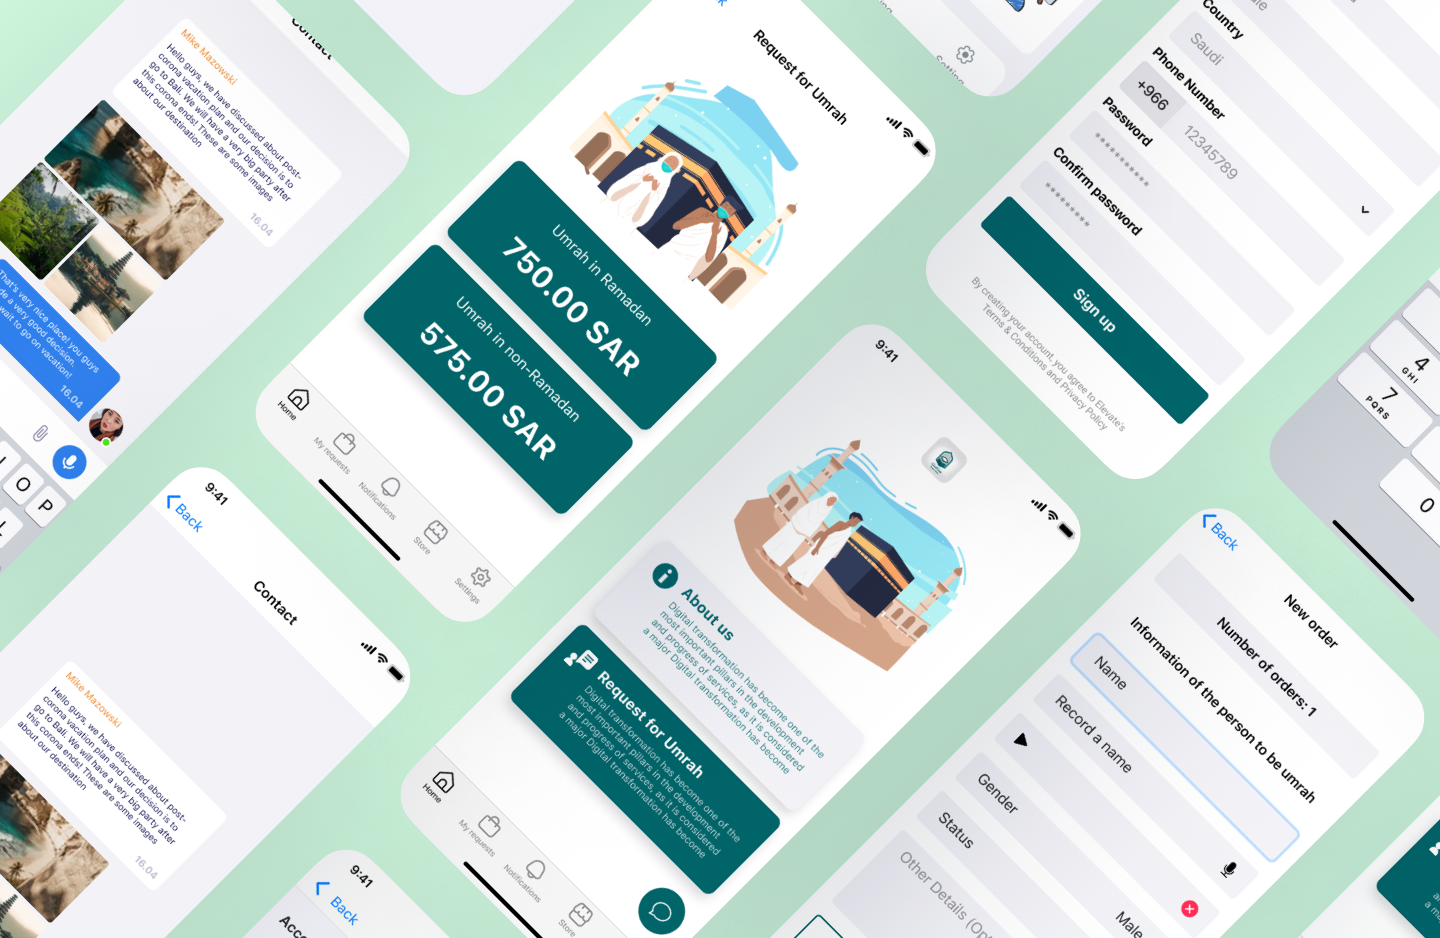 Contact
Mike Mazowski
Hello guys, we have discussed about post-
corona vacation plan and our decision is to
go to Bali. We will have a very big party after
this corona ends! These are some images
about our destination
16.04
That's very nice place! you guys
a very good decision.
wait to go on vacation!
16.04
O
P
Request for Umrah
Umrah in Ramadan
750.00 SAR
Umrah in non-Ramadan
575.00 SAR
Home
My requests
Notifications
Store
Settings
Country
Saudi
Phone Number
+966
12345789
Password
***********
Confirm password
*********
Sign up
By creating your account, you agree to Elevate's
Terms & Conditions and Privacy Policy
4
GHI
7
PQRS
0
9:41
Back
Contact
Mike Mazowski
Hello guys, we have discussed about post-
corona vacation plan and our decision is to
go to Bali. We will have a very big party after
this corona ends! These are some images
about our destination
16.04
9:41
Back
9:41
About us
Digital transformation has become one of the
most important pillars in the development
and progress of services, as it is considered
a major Digital transformation has become
Request for Umrah
Digital transformation has become one of the
most important pillars in the development
and progress of services, as it is considered
a major Digital transformation has become
Home
My requests
Notifications
Store
Back
New order
Number of orders: 1
Information of the person to be umrah
Name
Record a name
Gender
Male
Status
Other Details